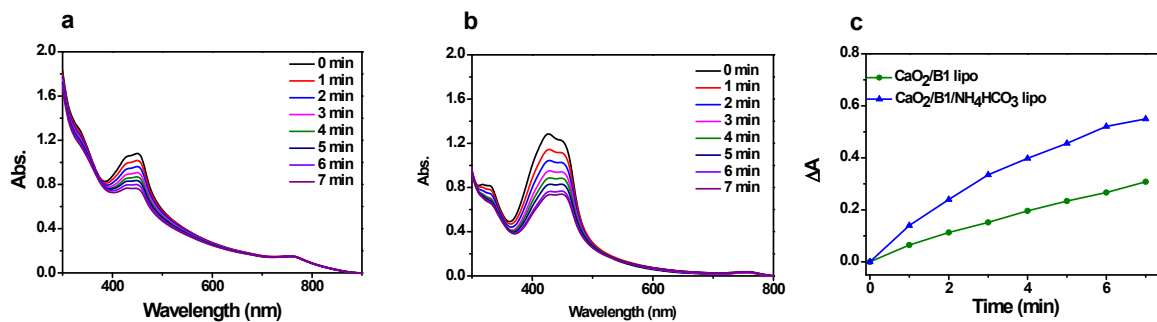 a
2.0
1.6
1.2
0.8
0.4
0.0
Abs.
400 600 800
Wavelength (nm)
0 min
1 min
2 min
3 min
4 min
5 min
6 min
7 min
b
2.0
1.6
1.2
0.8
0.4
0.0
Abs.
400 600 800
Wavelength (nm)
0 min
1 min
2 min
3 min
4 min
5 min
6 min
7 min
c
0.8
0.6
0.4
0.2
0.0
ΔA
0 2 4 6
Time (min)
CaO₂/B1 lipo
CaO₂/B1/NH₄HCO₃ lipo